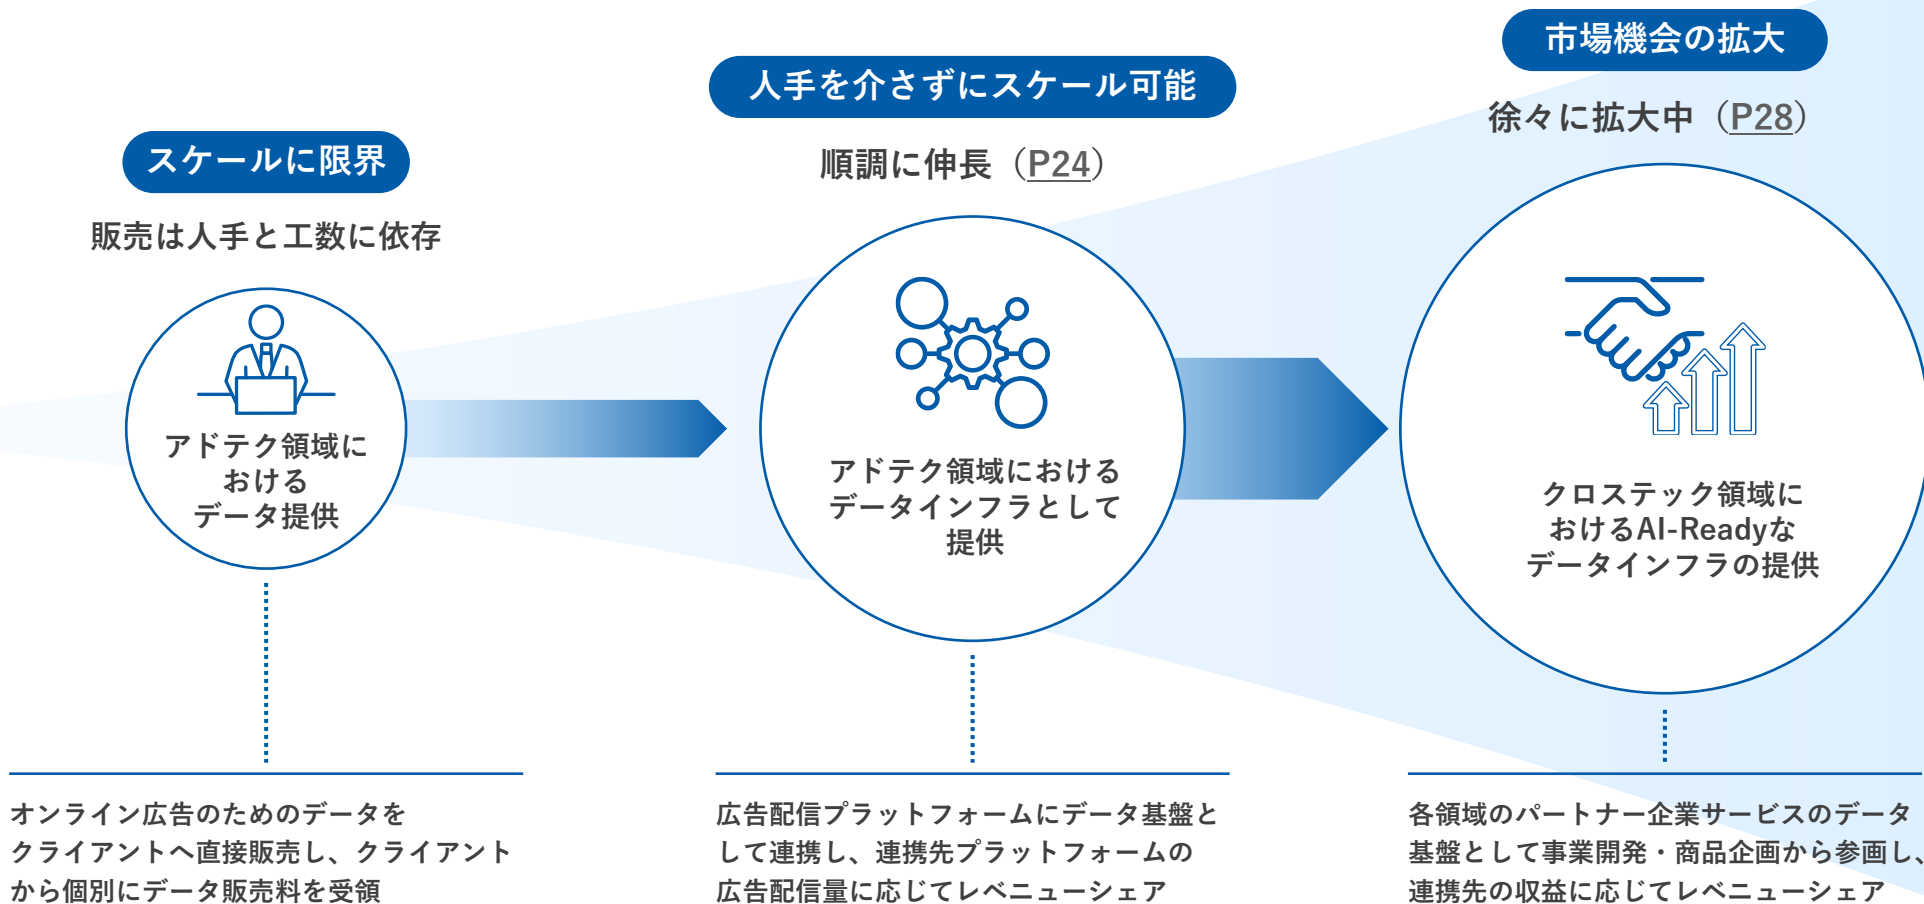 スケールに限界
販売は人手と工数に依存
アドテク領域に
おける
データ提供
オンライン広告のためのデータを
クライアントへ直接販売し、クライアント
から個別にデータ販売料を受領
人手を介さずにスケール可能
順調に伸長（P24）
アドテク領域における
データインフラとして
提供
広告配信プラットフォームにデータ基盤と
して連携し、連携先プラットフォームの
広告配信量に応じてレベニューシェア
市場機会の拡大
徐々に拡大中（P28）
クロステック領域に
おけるAI-Readyな
データインフラの提供
各領域のパートナー企業サービスのデータ
基盤として事業開発・商品企画から参画し、
連携先の収益に応じてレベニューシェア